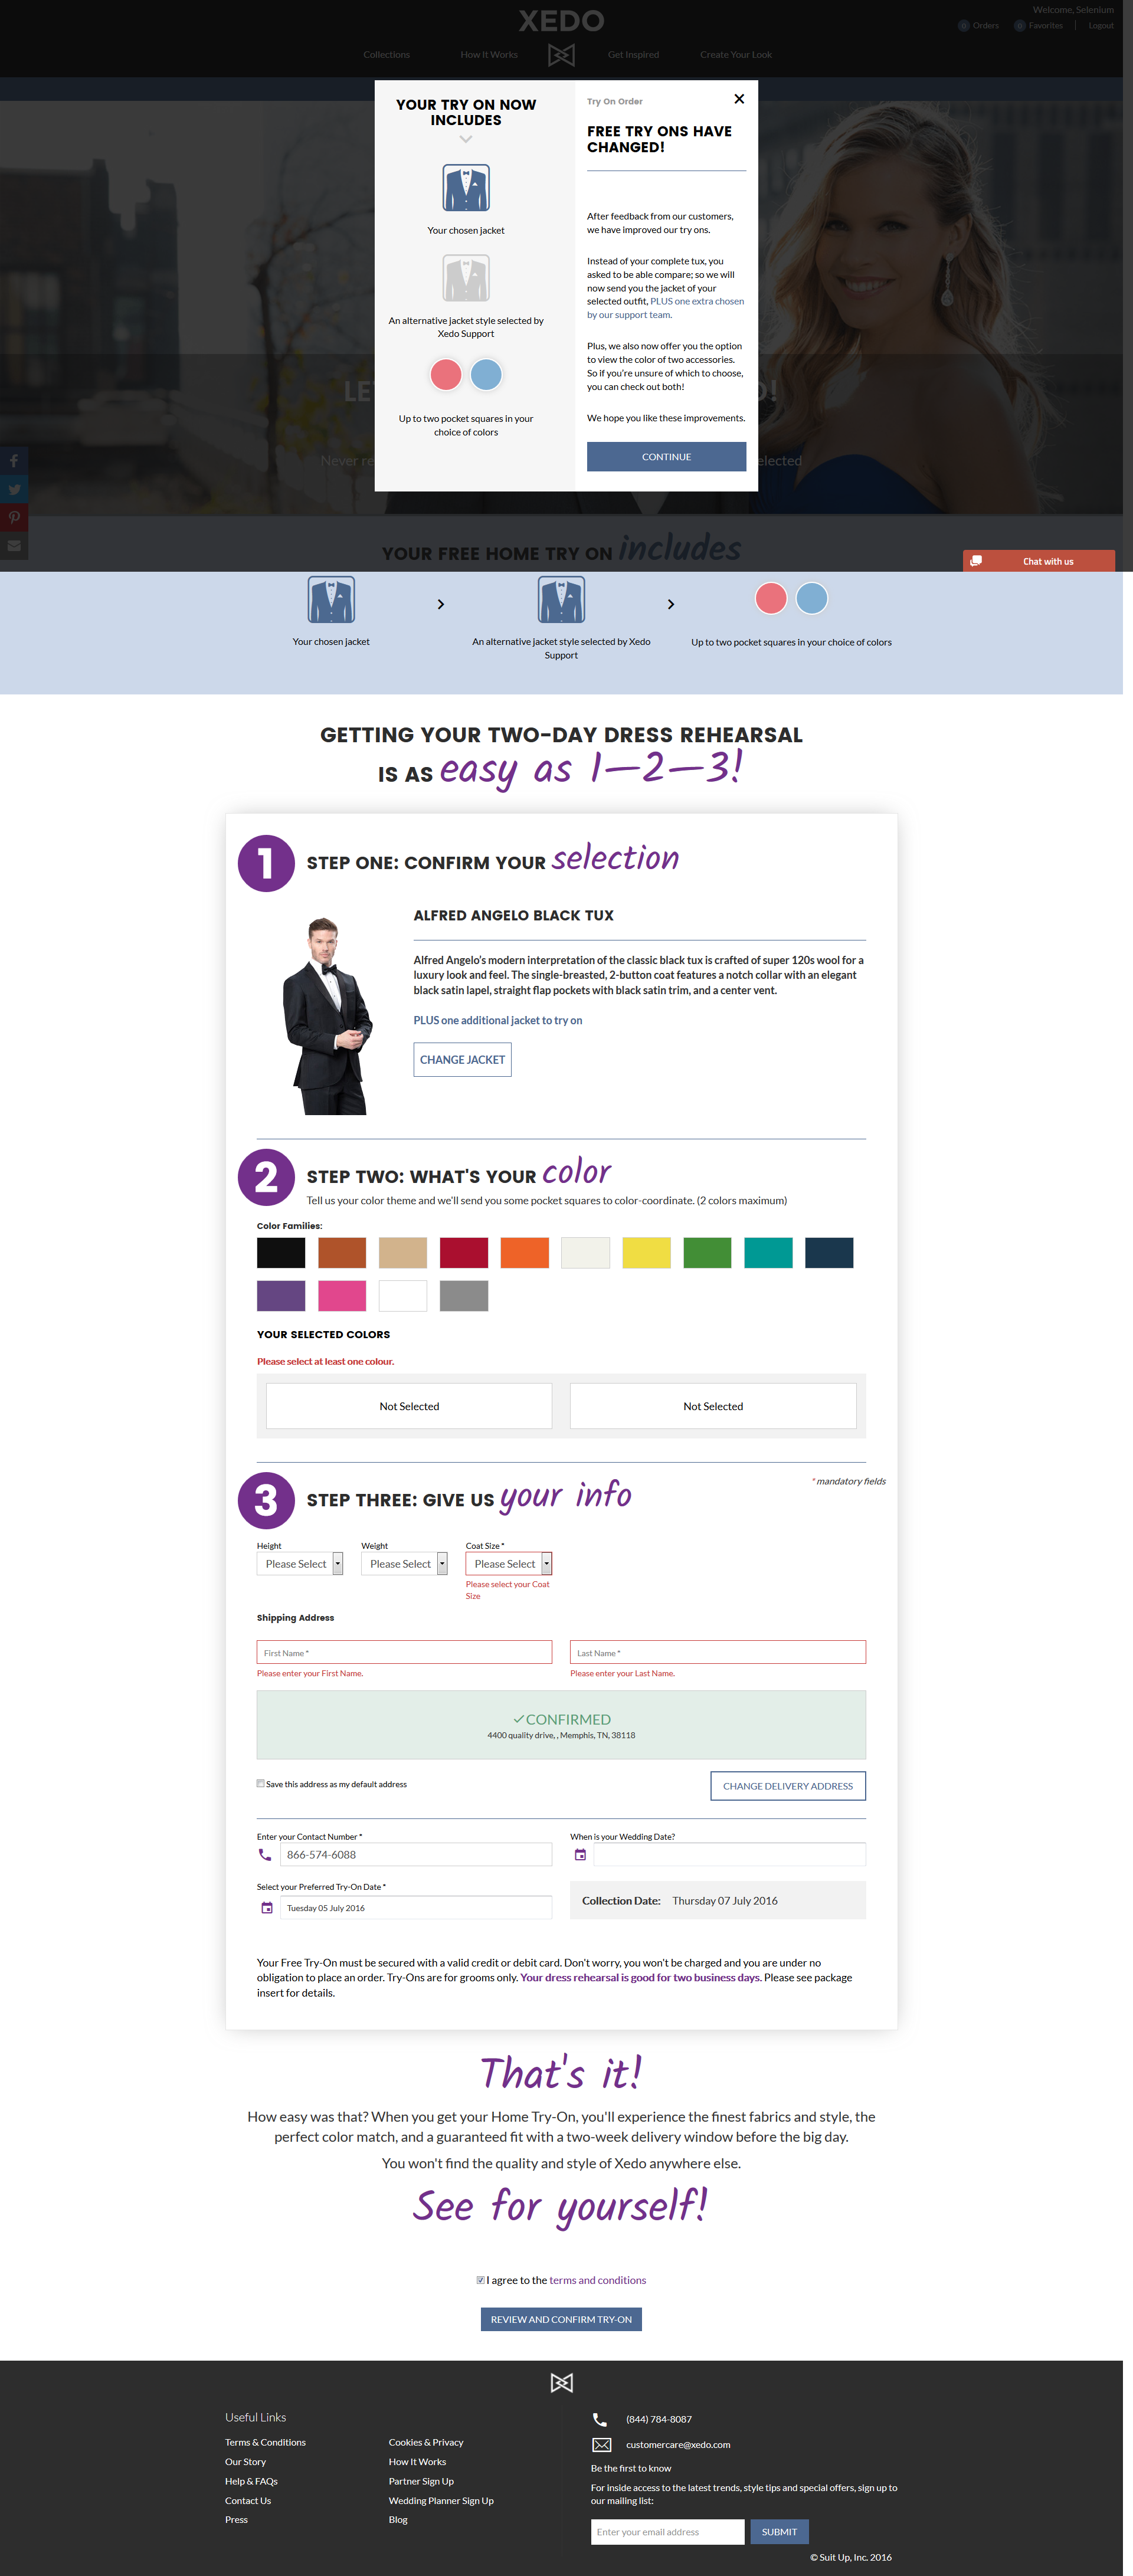 XEDO
Welcome, Selenium
0 Orders 0 Favorites Logout
Collections How It Works Get Inspired Create Your Look
YOUR TRY ON NOW
INCLUDES
Your chosen jacket
An alternative jacket style selected by
Xedo Support
Up to two pocket squares in your
choice of colors
Try On Order
FREE TRY ONS HAVE
CHANGED!
After feedback from our customers,
we have improved our try ons.
Instead of your complete tux, you
asked to be able compare; so we will
now send you the jacket of your
selected outfit, PLUS one extra chosen
by our support team.
Plus, we also now offer you the option
to view the color of two accessories.
So if you're unsure of which to choose,
you can check out both!
We hope you like these improvements.
CONTINUE
Never
YOUR FREE HOME TRY ON includes
Chat with us
Your chosen jacket
An alternative jacket style selected by Xedo
Support
Up to two pocket squares in your choice of colors
GETTING YOUR TWO-DAY DRESS REHEARSAL
IS AS easy as 1—2—3!
1 STEP ONE: CONFIRM YOUR selection
ALFRED ANGELO BLACK TUX
Alfred Angelo's modern interpretation of the classic black tux is crafted of super 120s wool for a
luxury look and feel. The single-breasted, 2-button coat features a notch collar with an elegant
black satin lapel, straight flap pockets with black satin trim, and a center vent.
PLUS one additional jacket to try on
CHANGE JACKET
2 STEP TWO: WHAT'S YOUR color
Tell us your color theme and we'll send you some pocket squares to color-coordinate. (2 colors maximum)
Color Families:
YOUR SELECTED COLORS
Please select at least one colour.
Not Selected Not Selected
* mandatory fields
3 STEP THREE: GIVE US your info
Height Weight Coat Size *
Please Select Please Select Please Select
Please select your Coat
Size
Shipping Address
First Name * Last Name *
Please enter your First Name. Please enter your Last Name.
CONFIRMED
4400 quality drive, , Memphis, TN, 38118
Save this address as my default address
CHANGE DELIVERY ADDRESS
Enter your Contact Number * When is your Wedding Date?
866-574-6088
Select your Preferred Try-On Date *
Tuesday 05 July 2016
Collection Date: Thursday 07 July 2016
Your Free Try-On must be secured with a valid credit or debit card. Don't worry, you won't be charged and you are under no
obligation to place an order. Try-Ons are for grooms only. Your dress rehearsal is good for two business days. Please see package
insert for details.
That's it!
How easy was that? When you get your Home Try-On, you'll experience the finest fabrics and style, the
perfect color match, and a guaranteed fit with a two-week delivery window before the big day.
You won't find the quality and style of Xedo anywhere else.
See for yourself!
I agree to the terms and conditions
REVIEW AND CONFIRM TRY-ON
Useful Links
Terms & Conditions
Our Story
Help & FAQs
Contact Us
Press
Cookies & Privacy
How It Works
Partner Sign Up
Wedding Planner Sign Up
Blog
(844) 784-8087
customercare@xedo.com
Be the first to know
For inside access to the latest trends, style tips and special offers, sign up to
our mailing list:
Enter your email address SUBMIT
© Suit Up, Inc. 2016